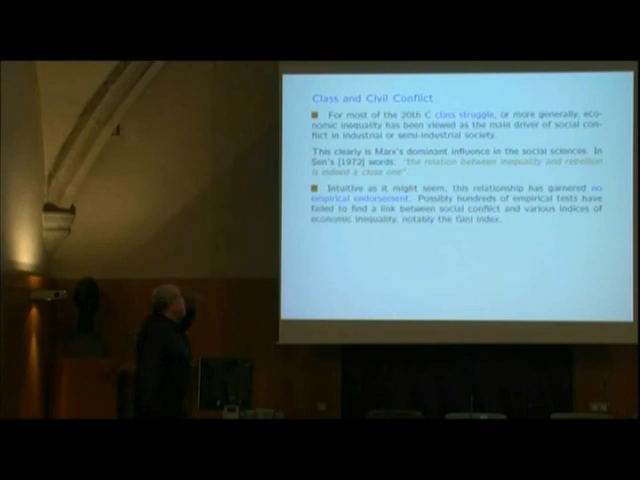 Class and Civil Conflict
For most of the 20th C class struggle, or more generally, eco-
nomic inequality has been viewed as the main driver of social con-
flict in industrial or semi-industrial society.
This clearly is Marx's dominant influence in the social sciences. In
Sen's [1972] words: "the relation between inequality and rebellion
is indeed a close one".
Intuitive as it might seem, this relationship has garnered no
empirical endorsement. Possibly hundreds of empirical tests have
failed to find a link between social conflict and various indices of
economic inequality, notably the Gini index.